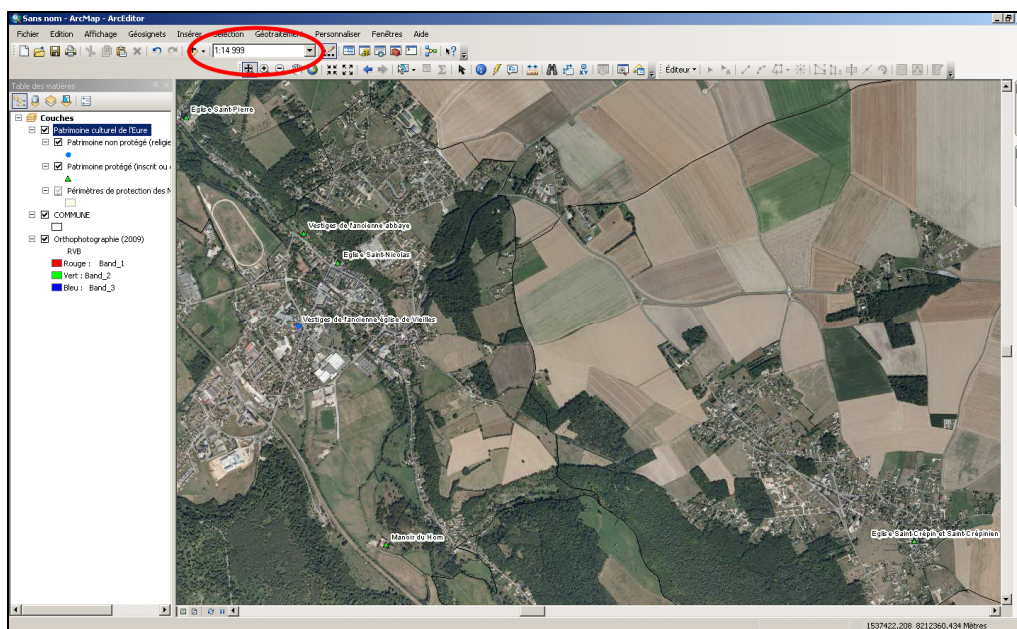 Sans nom - ArcMap - ArcEditor
Fichier Edition Affichage Géosignets Insérer Sélection Géotraitement Personnaliser Fenêtres Aide
1:14 999
Éditeur
Table des matières
Couches
Patrimoine culturel de l'Eure
Patrimoine non protégé (religie
Patrimoine protégé (inscrit ou
Périmètres de protection des
COMMUNE
Orthophotographie (2009)
RVB
Rouge : Band_1
Vert : Band_2
Bleu : Band_3
Eglise Saint-Pierre
Vestiges de l'ancienne abbaye
Eglise Saint-Nicolas
Vestiges de l'ancienne église de Vieilles
Manoir du Hom
Eglise Saint-Crépin et Saint-Crépinien
1537422,208 8212360,434 Mètres